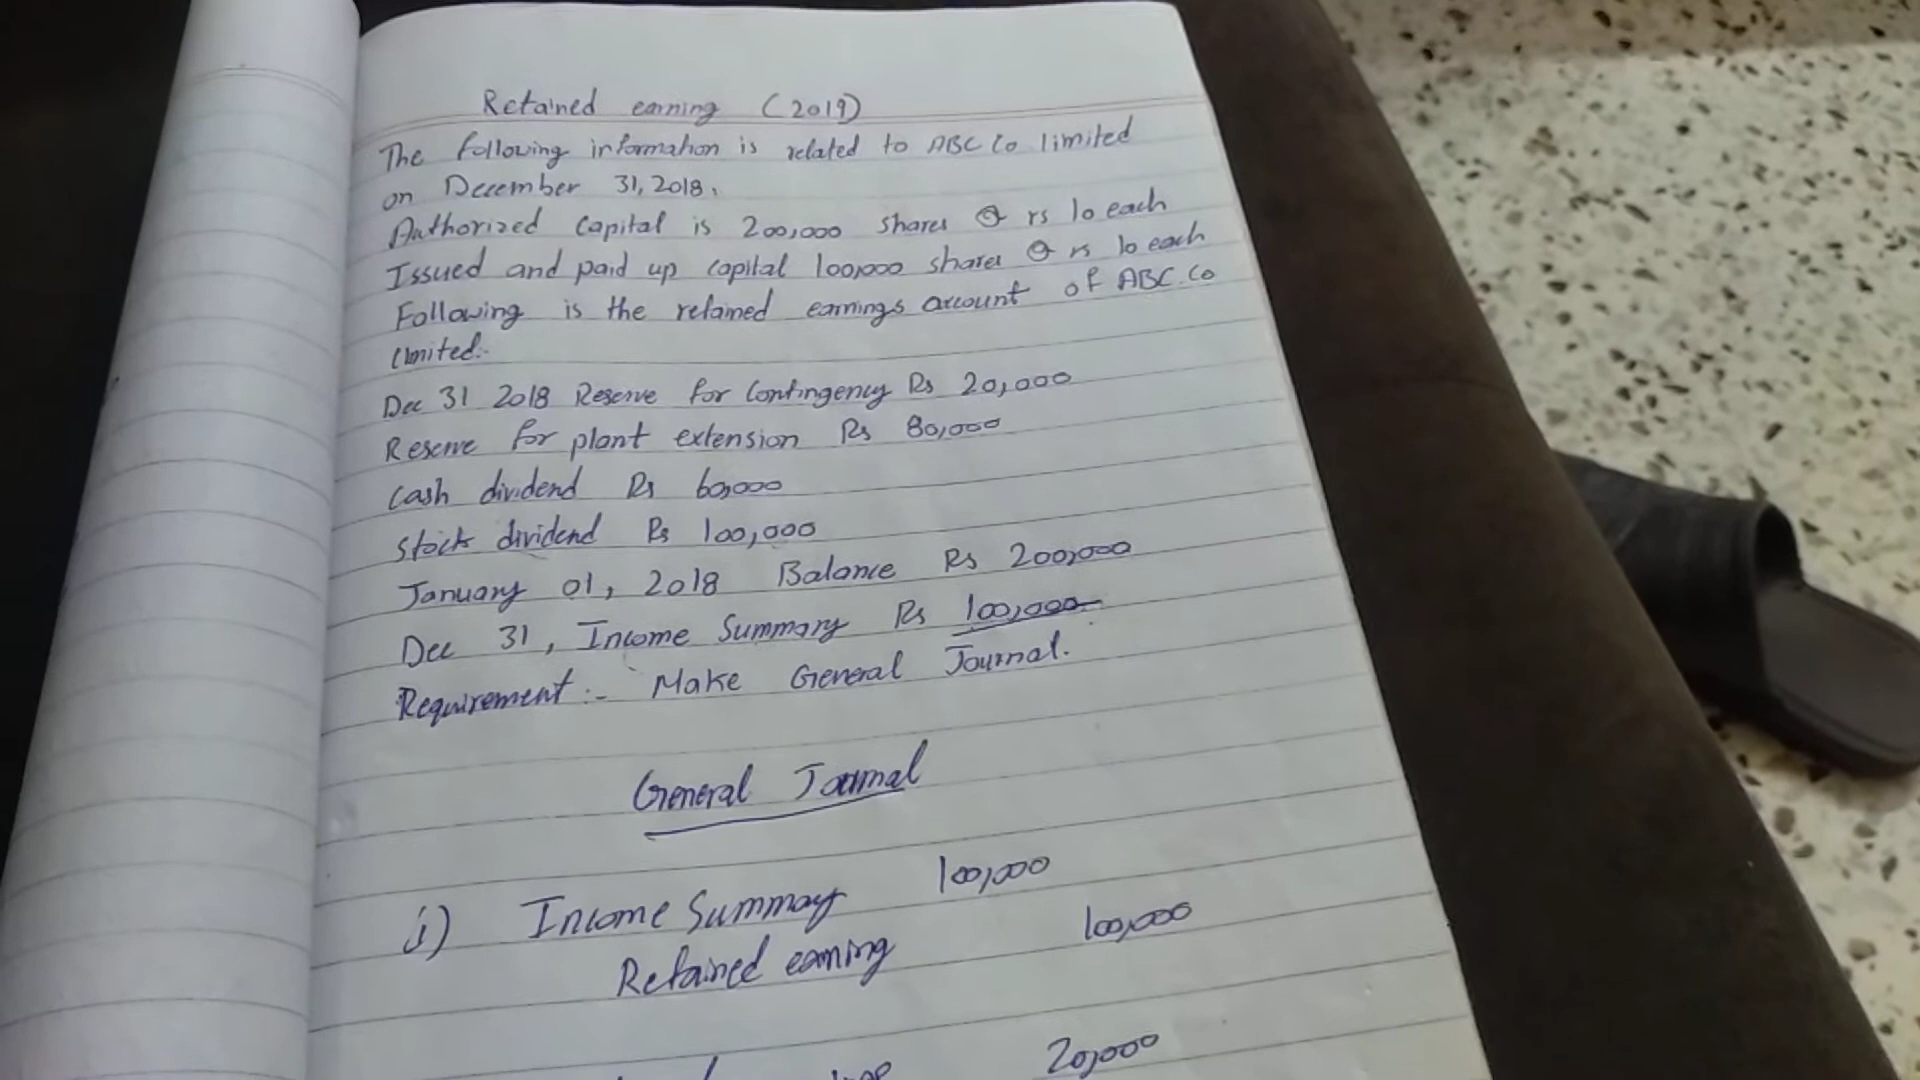 Retained earning (2019)
The following information is related to ABC Co limited
on December 31, 2018.
Authorized Capital is 200,000 shares @ rs 10 each
Issued and paid up capital 100,000 shares @ rs 10 each
Following is the retained earnings account of ABC. Co
limited:-
Dec 31 2018 Reserve for Contingency Rs 20,000
Reserve for plant extension Rs 80,000
Cash dividend Rs 60,000
Stock dividend Rs 100,000
January 01, 2018 Balance Rs 200,000
Dec 31, Income Summary Rs 100,000
Requirement:- Make General Journal.
General Journal
i) Income Summary 100,000
Retained earning 100,000
20,000